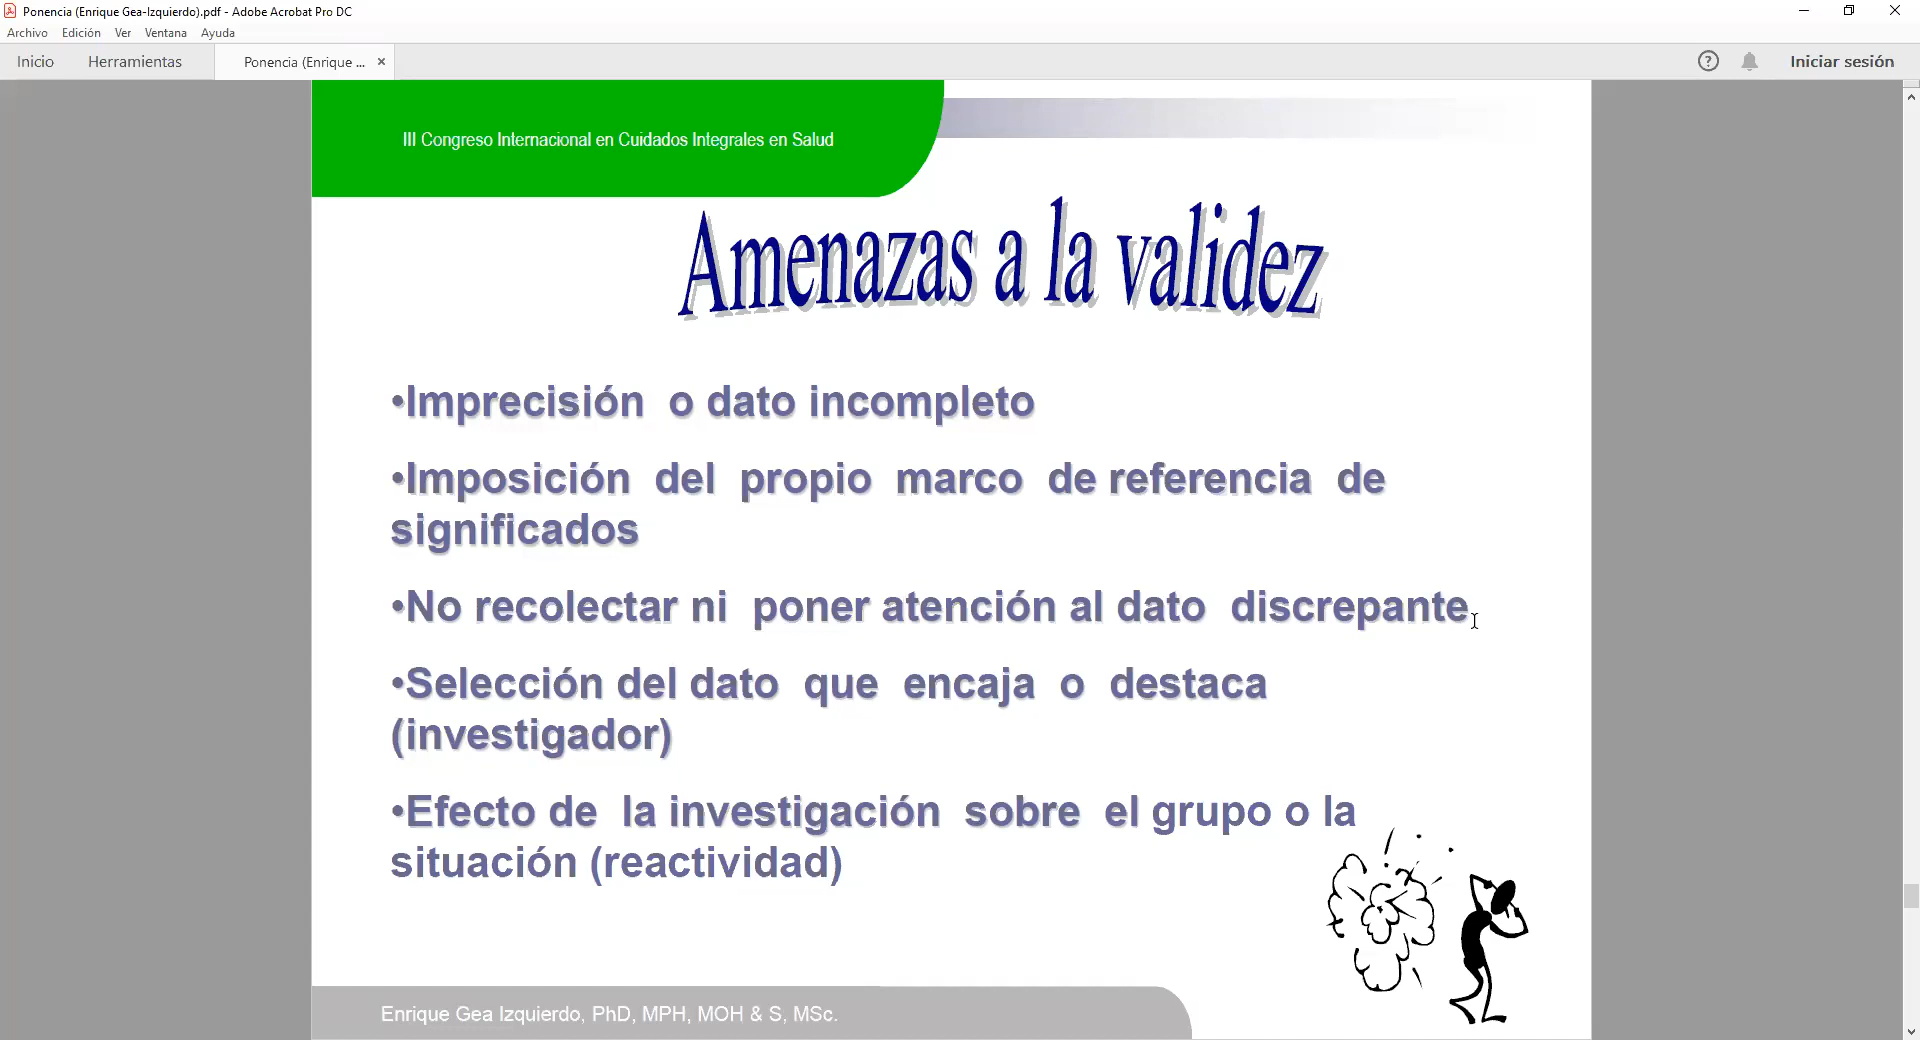 Ponencia (Enrique Gea-Izquierdo).pdf - Adobe Acrobat Pro DC
Archivo Edición Ver Ventana Ayuda
Inicio Herramientas Ponencia (Enrique ... Iniciar sesión
III Congreso Internacional en Cuidados Integrales en Salud
Amenazas a la validez
•Imprecisión o dato incompleto
•Imposición del propio marco de referencia de
significados
•No recolectar ni poner atención al dato discrepante
•Selección del dato que encaja o destaca
(investigador)
•Efecto de la investigación sobre el grupo o la
situación (reactividad)
Enrique Gea Izquierdo, PhD, MPH, MOH & S, MSc.